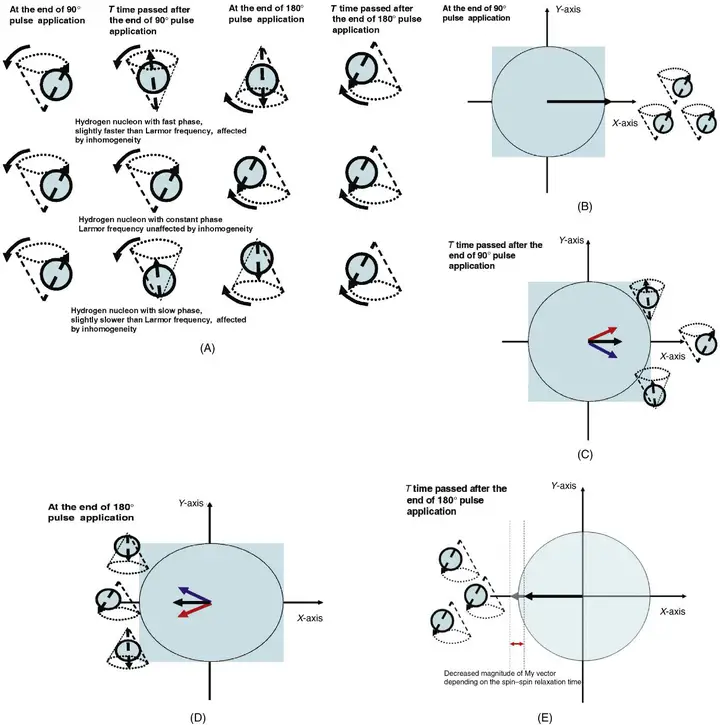 At the end of 90°
pulse application
T time passed after
the end of 90° pulse
application
At the end of 180°
pulse application
T time passed after
the end of 180° pulse
application
Hydrogen nucleon with fast phase,
slightly faster than Larmor frequency, affected
by inhomogeneity
Hydrogen nucleon with constant phase
Larmor frequency unaffected by inhomogeneity
Hydrogen nucleon with slow phase,
slightly slower than Larmor frequency, affected
by inhomogeneity
(A)
At the end of 90°
pulse application
Y-axis
X-axis
(B)
T time passed after the
end of 90° pulse
application
Y-axis
X-axis
(C)
At the end of 180°
pulse application
Y-axis
X-axis
(D)
T time passed after the
end of 180° pulse
application
Y-axis
X-axis
Decreased magnitude of My vector
depending on the spin–spin relaxation time
(E)